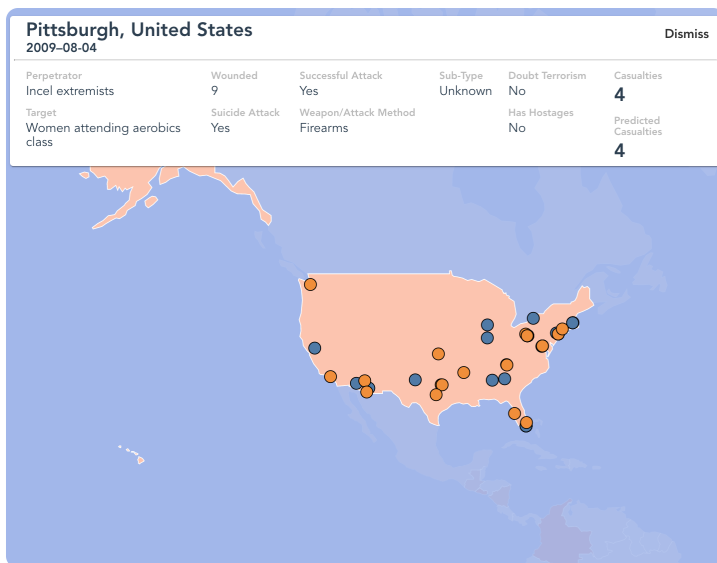 Pittsburgh, United States
2009–08–04
Dismiss
Perpetrator
Incel extremists
Wounded
9
Successful Attack
Yes
Sub-Type
Unknown
Doubt Terrorism
No
Casualties
4
Target
Women attending aerobics
class
Suicide Attack
Yes
Weapon/Attack Method
Firearms
Has Hostages
No
Predicted
Casualties
4